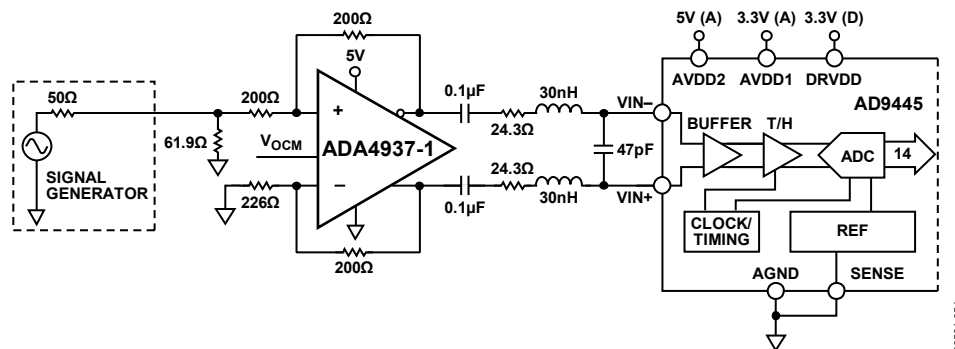 200Ω
5V (A)
3.3V (A)
3.3V (D)
5V
AVDD2
AVDD1
DRVDD
50Ω
200Ω
0.1µF
30nH
VIN–
AD9445
24.3Ω
BUFFER
T/H
61.9Ω
+
VOCM
ADA4937-1
47pF
ADC
14
SIGNAL
GENERATOR
24.3Ω
–
VIN+
226Ω
0.1µF
30nH
CLOCK/
TIMING
REF
200Ω
AGND
SENSE